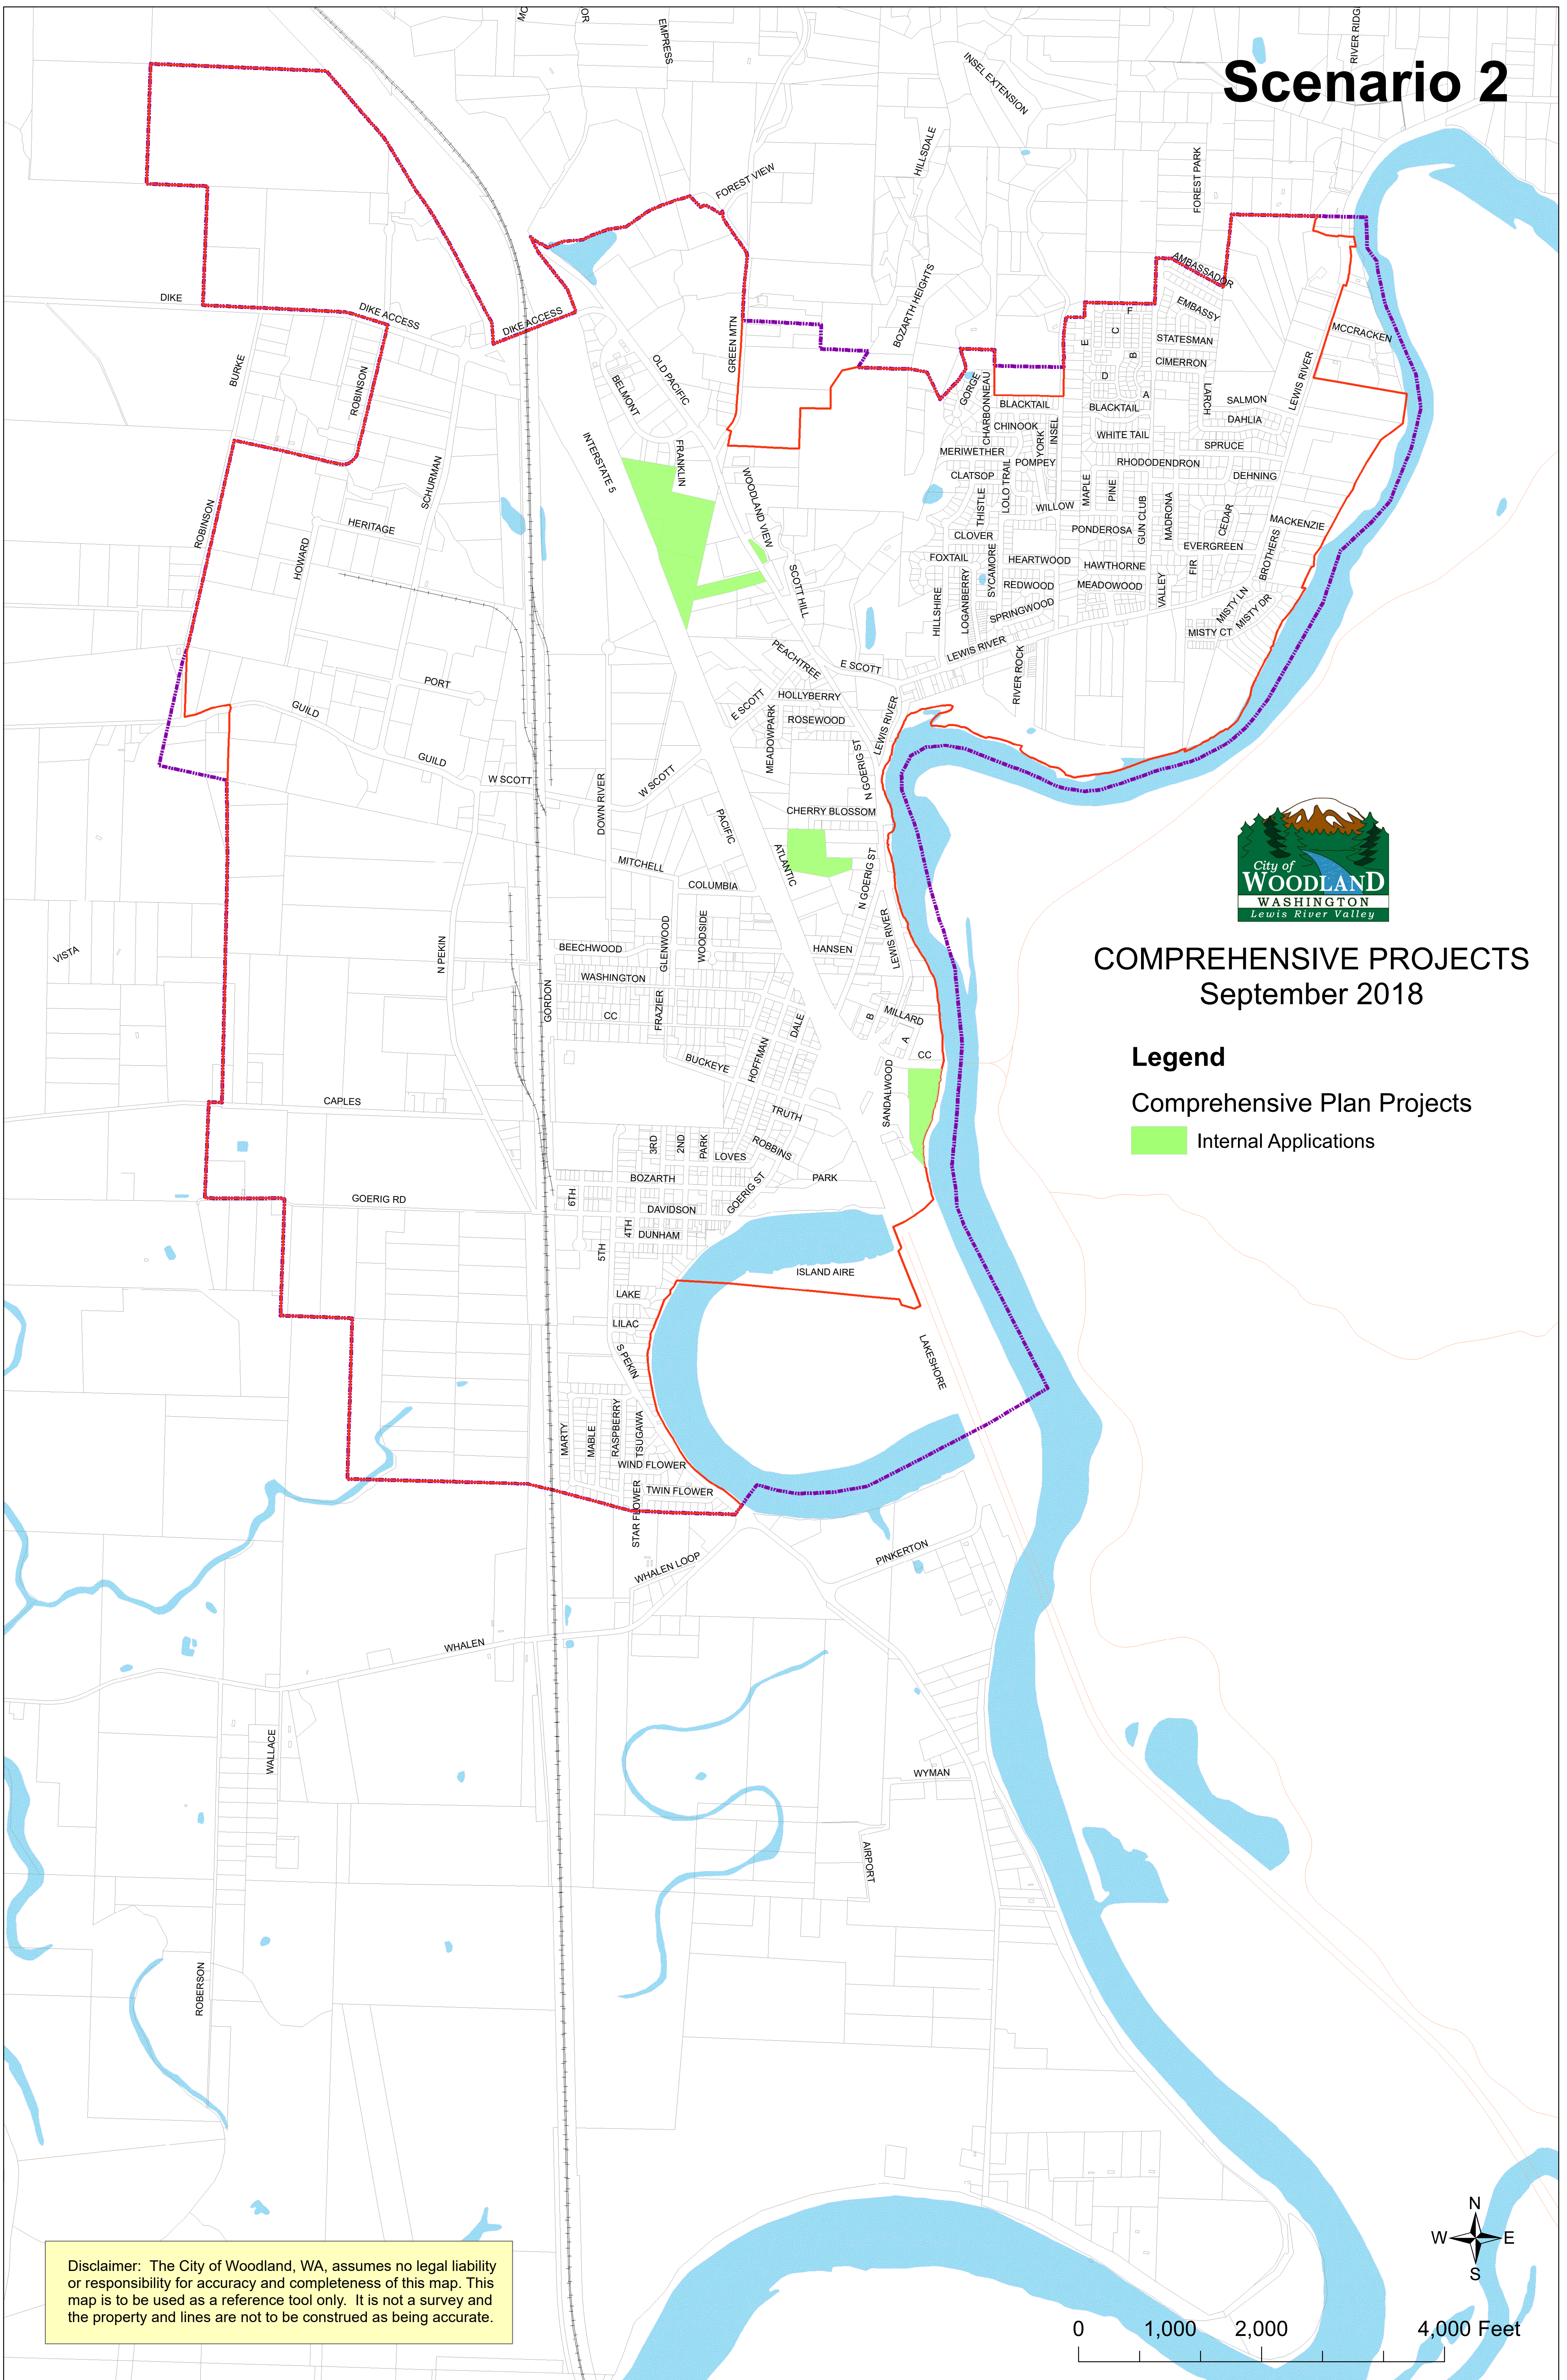 Scenario 2
MC
OR
EMPRESS
INSEL EXTENSION
RIVER RIDG
HILLSDALE
FOREST VIEW
FOREST PARK
BOZARTH HEIGHTS
AMBASSADOR
EMBASSY
DIKE
DIKE ACCESS
DIKE ACCESS
GREEN MTN
F
C
E
B
D
A
STATESMAN
CIMERRON
MCCRACKEN
BURKE
ROBINSON
BELMONT
OLD PACIFIC
GORGE
CHARBONNEAU
BLACKTAIL
BLACKTAIL
LARCH
SALMON
DAHLIA
LEWIS RIVER
CHINOOK
YORK
INSEL
WHITE TAIL
SPRUCE
INTERSTATE 5
FRANKLIN
SCHURMAN
MERIWETHER
POMPEY
RHODODENDRON
CLATSOP
LOLO TRAIL
MAPLE
PINE
DEHNING
WOODLAND VIEW
THISTLE
WILLOW
GUN CLUB
MADRONA
CEDAR
MACKENZIE
ROBINSON
HERITAGE
HOWARD
CLOVER
PONDEROSA
EVERGREEN
BROTHERS
FOXTAIL
SYCAMORE
HEARTWOOD
HAWTHORNE
FIR
SCOTT HILL
HILLSHIRE
LOGANBERRY
REDWOOD
MEADOWOOD
VALLEY
MISTY LN
MISTY DR
SPRINGWOOD
MISTY CT
PEACHTREE
E SCOTT
LEWIS RIVER
RIVER ROCK
PORT
HOLLYBERRY
E SCOTT
ROSEWOOD
MEADOWPARK
LEWIS RIVER
N GOERIG ST
GUILD
GUILD
W SCOTT
W SCOTT
DOWN RIVER
CHERRY BLOSSOM
PACIFIC
ATLANTIC
MITCHELL
COLUMBIA
N GOERIG ST
City of
WOODLAND
WASHINGTON
Lewis River Valley
COMPREHENSIVE PROJECTS
September 2018
Legend
Comprehensive Plan Projects
Internal Applications
VISTA
N PEKIN
BEECHWOOD
GLENWOOD
WOODSIDE
HANSEN
LEWIS RIVER
WASHINGTON
GORDON
CC
FRAZIER
DALE
B
MILLARD
A
CC
BUCKEYE
HOFFMAN
SANDALWOOD
CAPLES
TRUTH
3RD
2ND
PARK
LOVES
ROBBINS
BOZARTH
PARK
6TH
GOERIG RD
DAVIDSON
GOERIG ST
4TH
DUNHAM
5TH
ISLAND AIRE
LAKE
LILAC
S PEKIN
LAKESHORE
MARTY
MABLE
RASPBERRY
TSUGAWA
WIND FLOWER
TWIN FLOWER
STAR FLOWER
WHALEN LOOP
PINKERTON
WHALEN
WALLACE
WYMAN
AIRPORT
ROBERSON
N
W
E
S
Disclaimer: The City of Woodland, WA, assumes no legal liability
or responsibility for accuracy and completeness of this map. This
map is to be used as a reference tool only. It is not a survey and
the property and lines are not to be construed as being accurate.
0 1,000 2,000 4,000 Feet